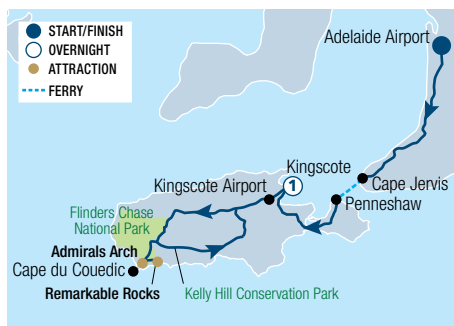 START/FINISH
OVERNIGHT
ATTRACTION
FERRY
Adelaide Airport
Kingscote
1
Cape Jervis
Kingscote Airport
Penneshaw
Flinders Chase
National Park
Admirals Arch
Cape du Couedic
Remarkable Rocks
Kelly Hill Conservation Park